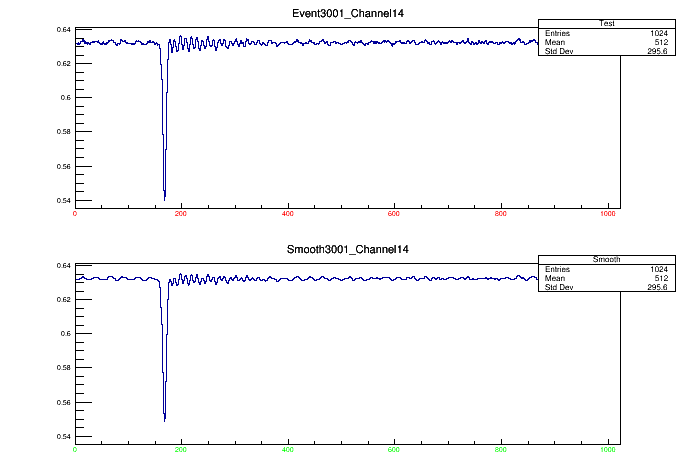 Event3001_Channel14
Test
Entries 1024
Mean 512
Std Dev 295.6
0.64
0.62
0.6
0.58
0.56
0.54
0 200 400 600 800 1000
Smooth3001_Channel14
Smooth
Entries 1024
Mean 512
Std Dev 295.6
0.64
0.62
0.6
0.58
0.56
0.54
0 200 400 600 800 1000